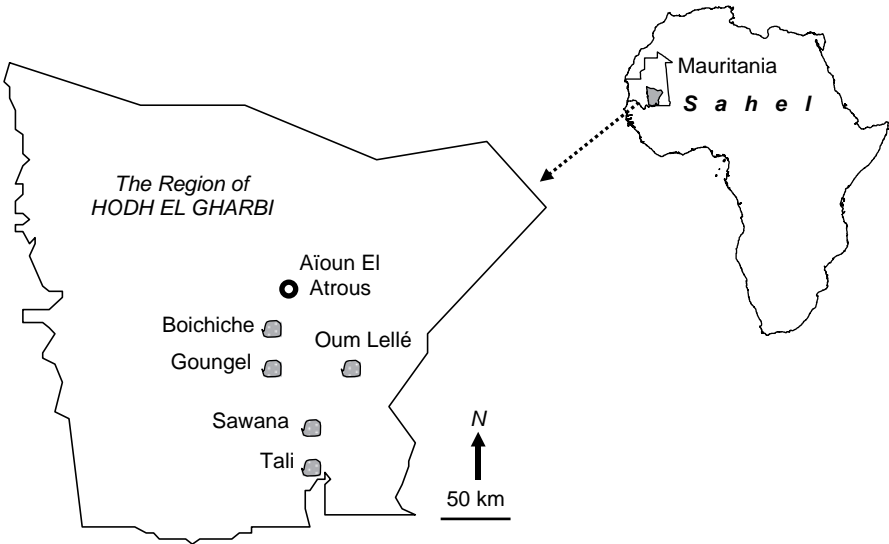 Mauritania
S a h e l
The Region of
HODH EL GHARBI
Aïoun El
Atrous
Boichiche
Oum Lellé
Goungel
Sawana
Tali
N
50 km